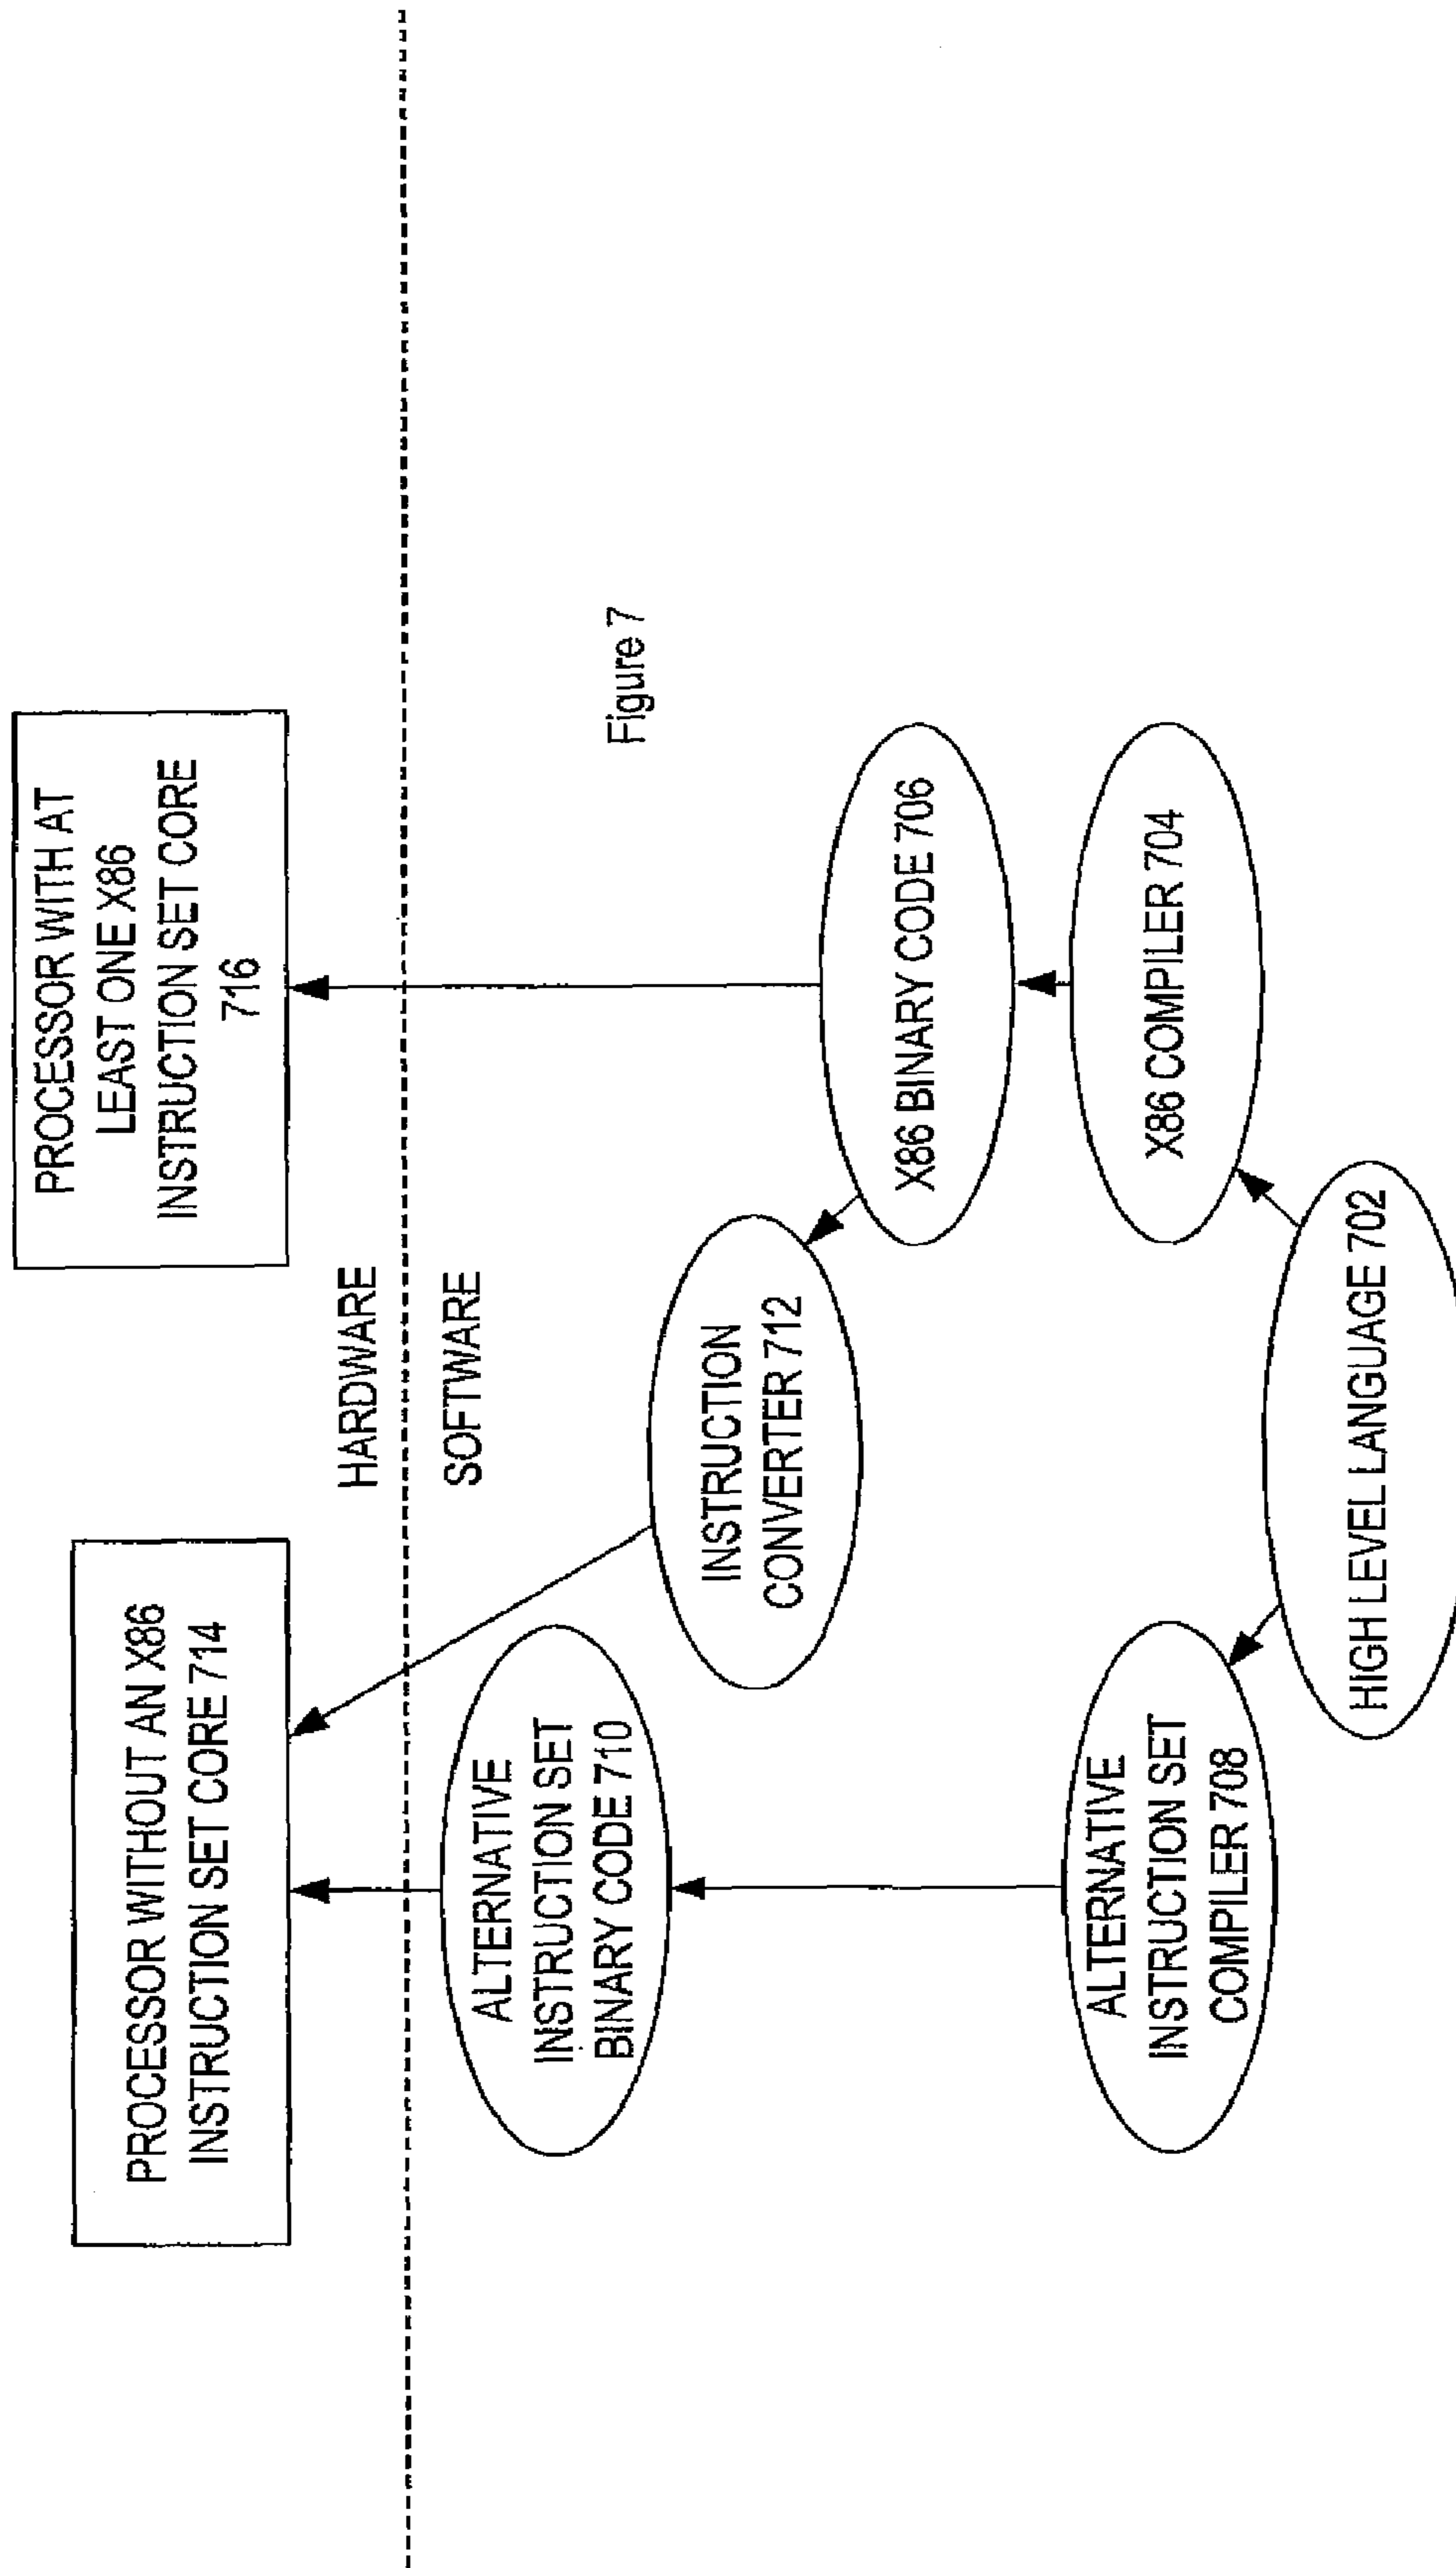 PROCESSOR WITHOUT AN X86
INSTRUCTION SET CORE 714
PROCESSOR WITH AT
LEAST ONE X86
INSTRUCTION SET CORE
716
HARDWARE
SOFTWARE
ALTERNATIVE
INSTRUCTION SET
BINARY CODE 710
INSTRUCTION
CONVERTER 712
Figure 7
X86 BINARY CODE 706
ALTERNATIVE
INSTRUCTION SET
COMPILER 708
X86 COMPILER 704
HIGH LEVEL LANGUAGE 702